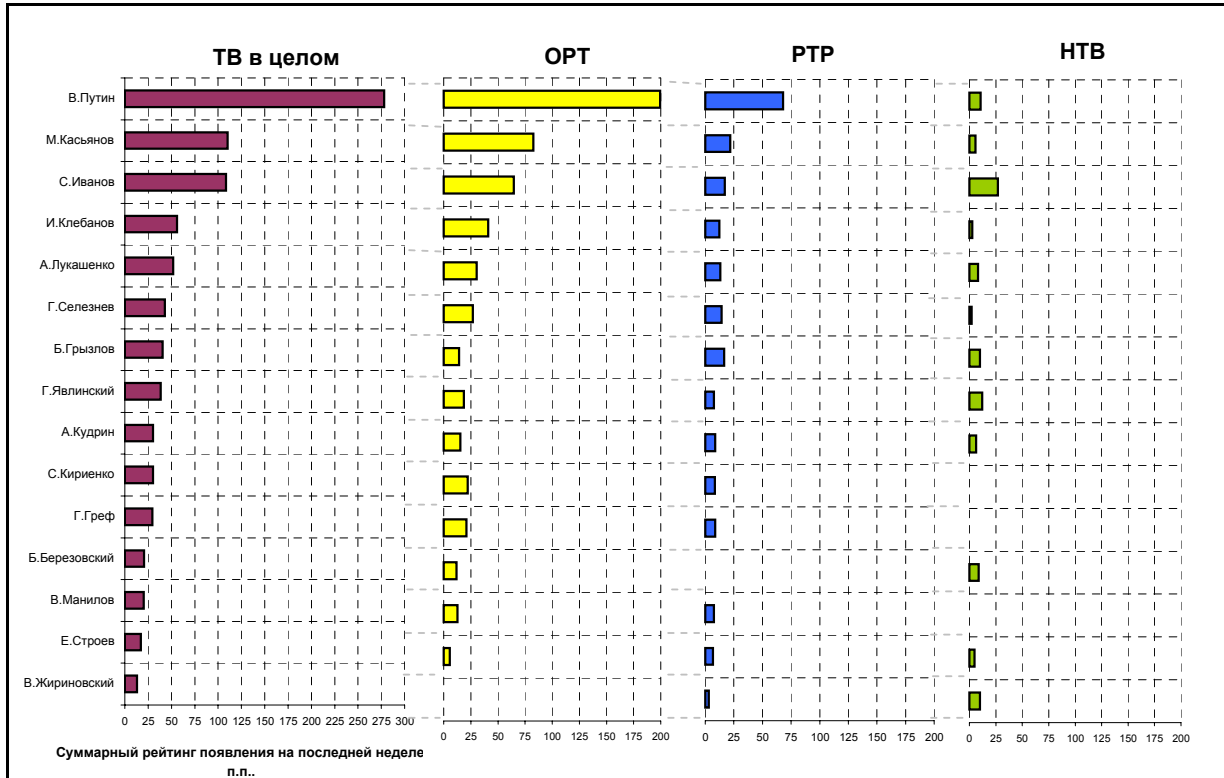 ТВ в целом
ОРТ
РТР
НТВ
В.Путин
М.Касьянов
С.Иванов
И.Клебанов
А.Лукашенко
Г.Селезнев
Б.Грызлов
Г.Явлинский
А.Кудрин
С.Кириенко
Г.Греф
Б.Березовский
В.Манилов
Е.Строев
В.Жириновский
0 25 50 75 100 125 150 175 200 225 250 275 300
0 25 50 75 100 125 150 175 200
0 25 50 75 100 125 150 175 200
0 25 50 75 100 125 150 175 200
Суммарный рейтинг появления на последней неделе
п.п..